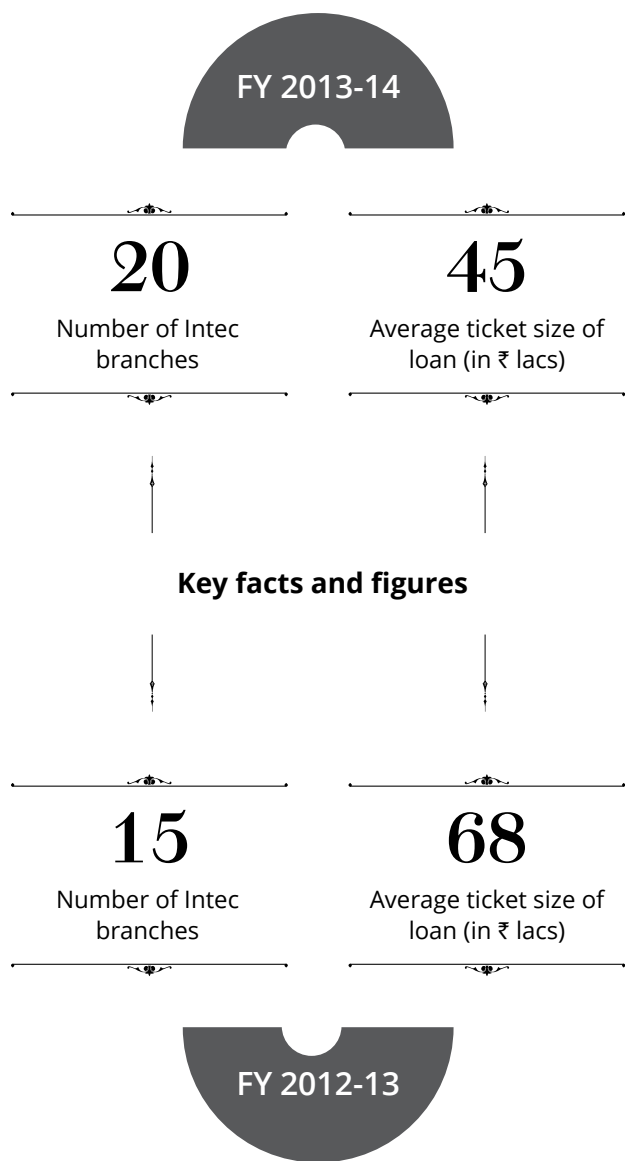 FY 2013-14
20
Number of Intec
branches
45
Average ticket size of
loan (in ₹ lacs)
Key facts and figures
15
Number of Intec
branches
68
Average ticket size of
loan (in ₹ lacs)
FY 2012-13